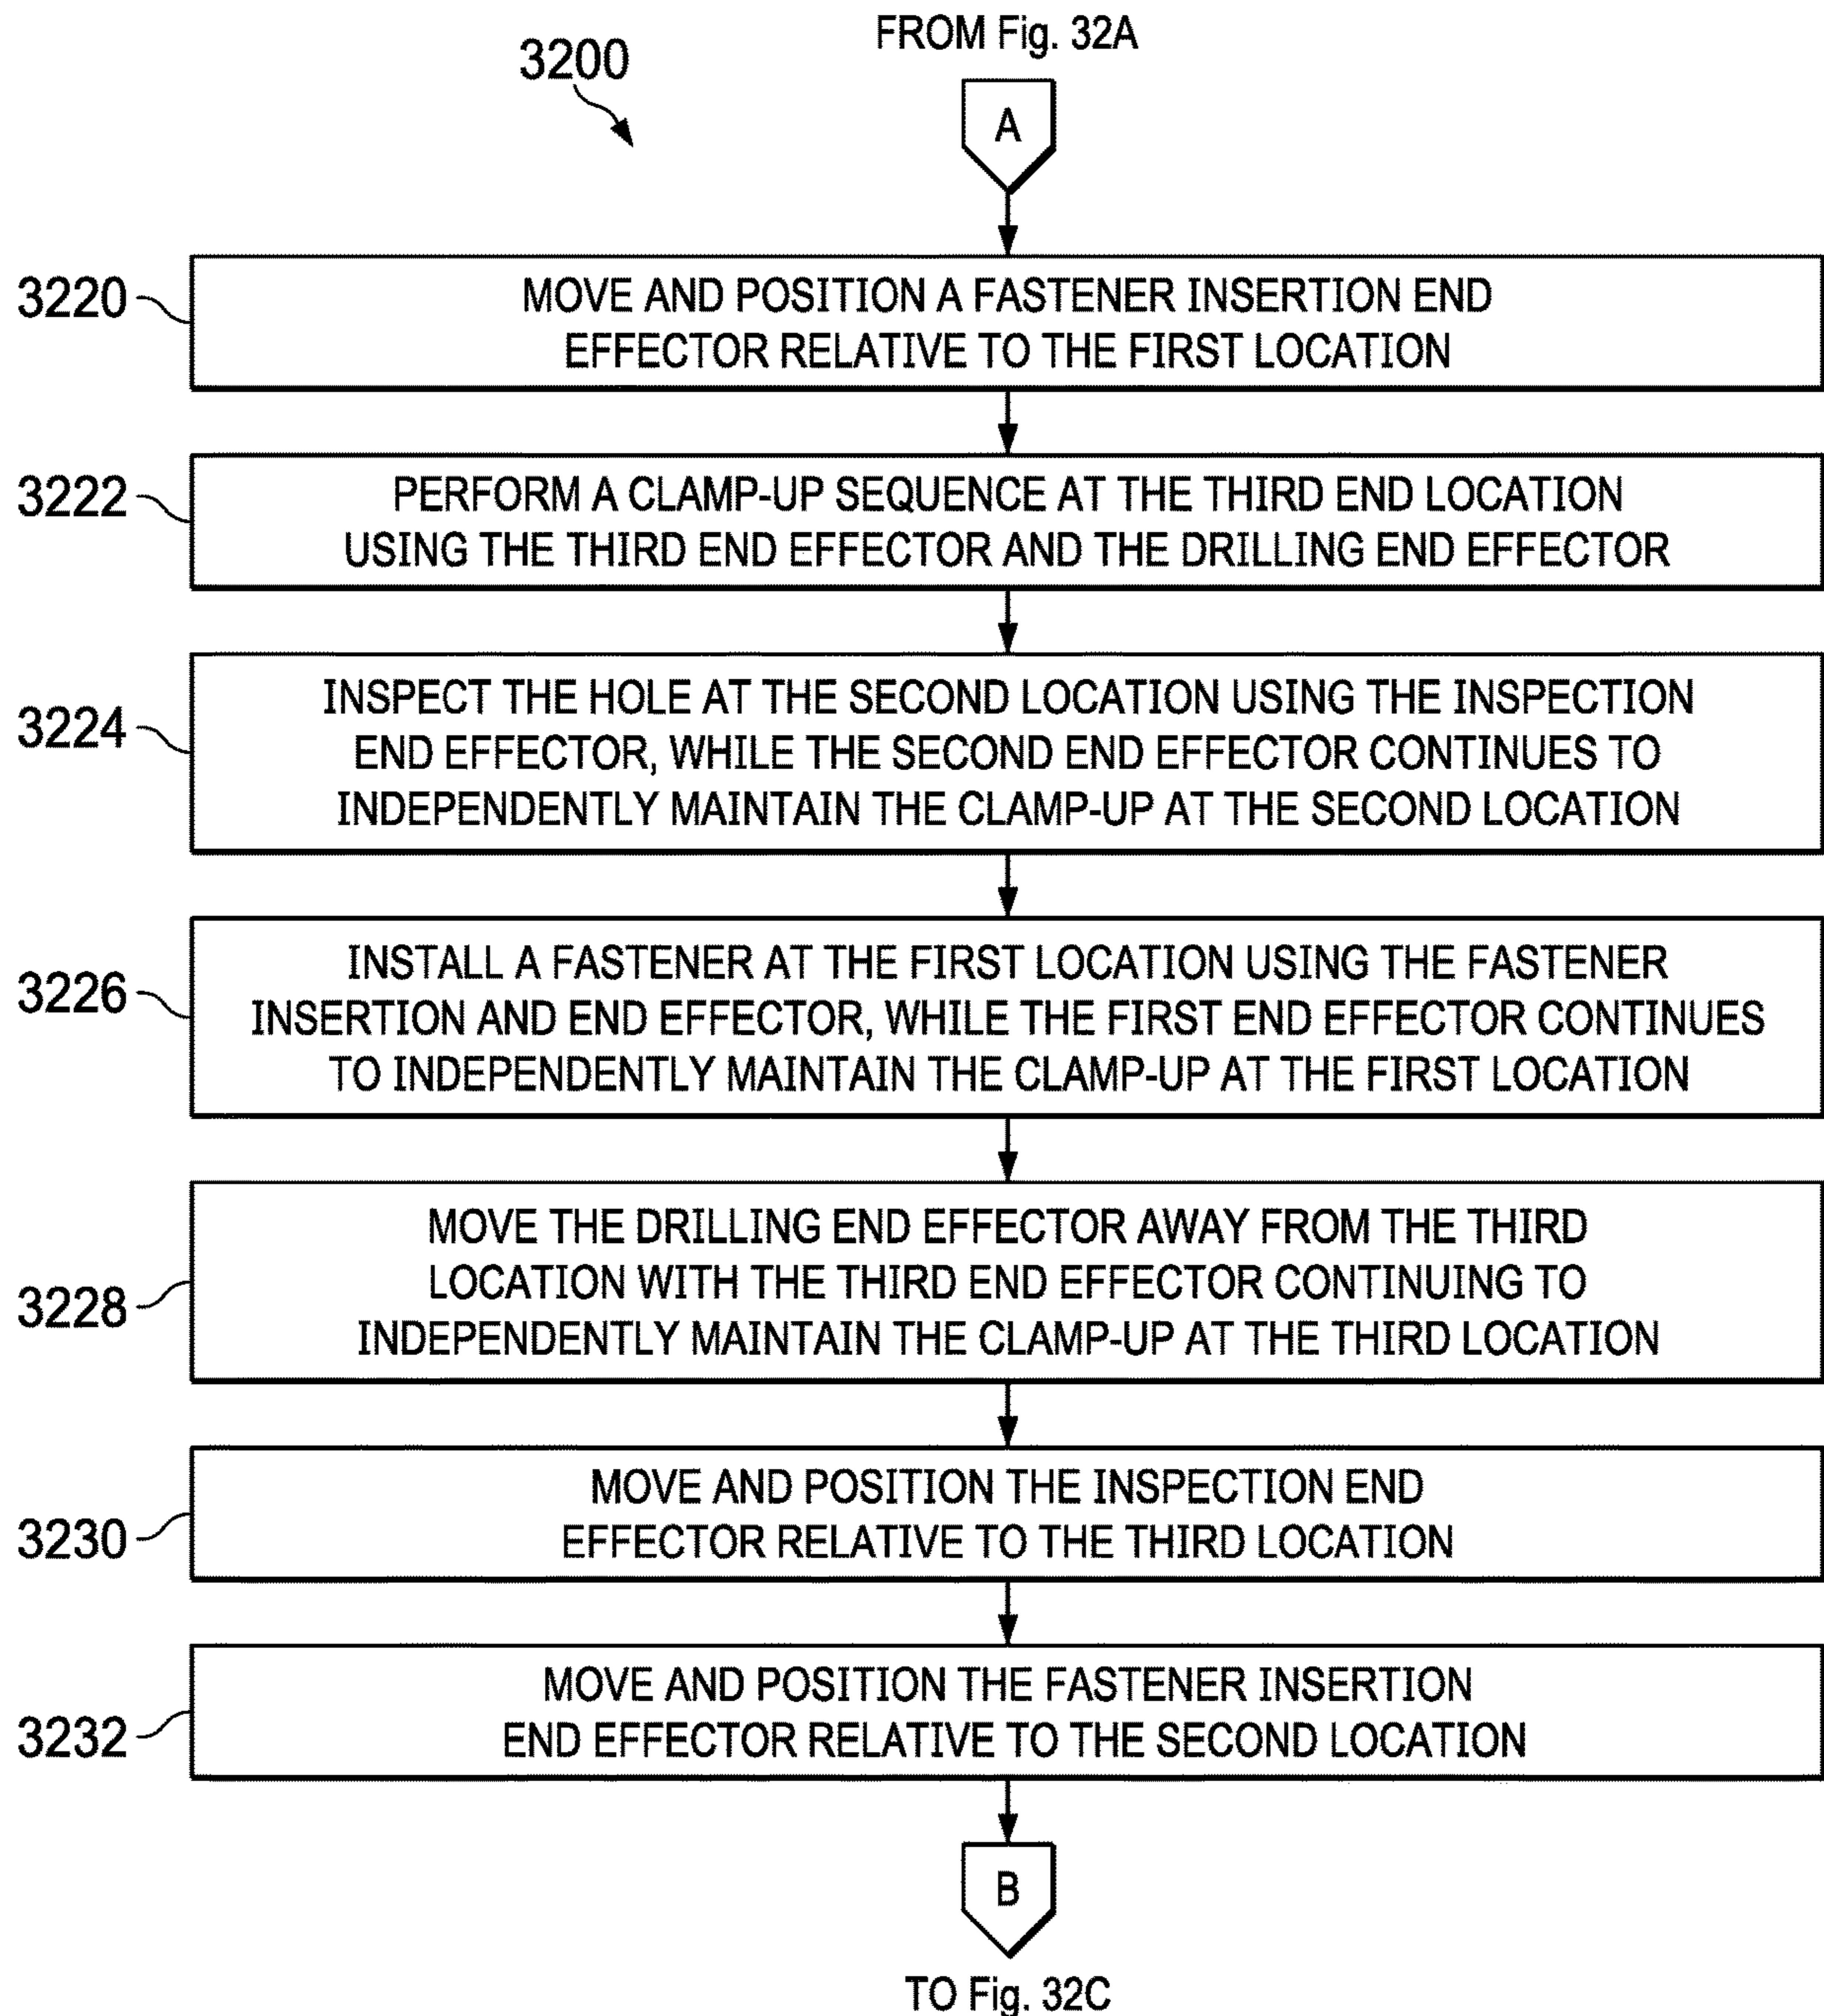 FROM Fig. 32A
3200
A
3220
MOVE AND POSITION A FASTENER INSERTION END
EFFECTOR RELATIVE TO THE FIRST LOCATION
3222
PERFORM A CLAMP-UP SEQUENCE AT THE THIRD END LOCATION
USING THE THIRD END EFFECTOR AND THE DRILLING END EFFECTOR
3224
INSPECT THE HOLE AT THE SECOND LOCATION USING THE INSPECTION
END EFFECTOR, WHILE THE SECOND END EFFECTOR CONTINUES TO
INDEPENDENTLY MAINTAIN THE CLAMP-UP AT THE SECOND LOCATION
3226
INSTALL A FASTENER AT THE FIRST LOCATION USING THE FASTENER
INSERTION AND END EFFECTOR, WHILE THE FIRST END EFFECTOR CONTINUES
TO INDEPENDENTLY MAINTAIN THE CLAMP-UP AT THE FIRST LOCATION
3228
MOVE THE DRILLING END EFFECTOR AWAY FROM THE THIRD
LOCATION WITH THE THIRD END EFFECTOR CONTINUING TO
INDEPENDENTLY MAINTAIN THE CLAMP-UP AT THE THIRD LOCATION
3230
MOVE AND POSITION THE INSPECTION END
EFFECTOR RELATIVE TO THE THIRD LOCATION
3232
MOVE AND POSITION THE FASTENER INSERTION
END EFFECTOR RELATIVE TO THE SECOND LOCATION
B
TO Fig. 32C